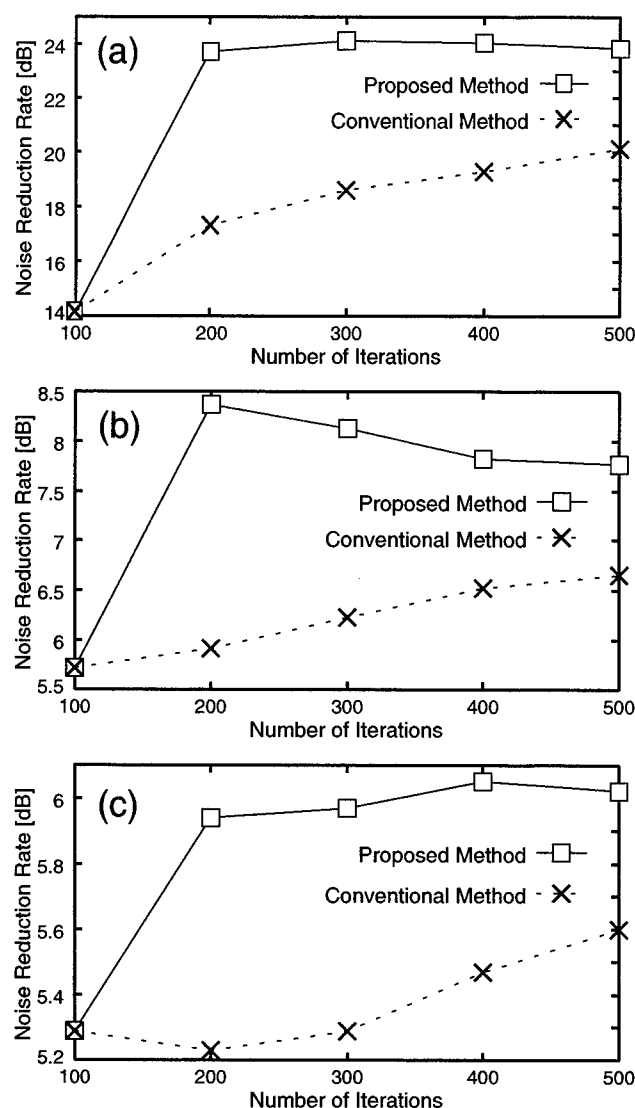 (a)
Noise Reduction Rate [dB]
24
22
20
18
16
14
Proposed Method
Conventional Method
100 200 300 400 500
Number of Iterations
(b)
Noise Reduction Rate [dB]
8.5
8
7.5
7
6.5
6
5.5
Proposed Method
Conventional Method
100 200 300 400 500
Number of Iterations
(c)
Noise Reduction Rate [dB]
6
5.8
5.6
5.4
5.2
Proposed Method
Conventional Method
100 200 300 400 500
Number of Iterations